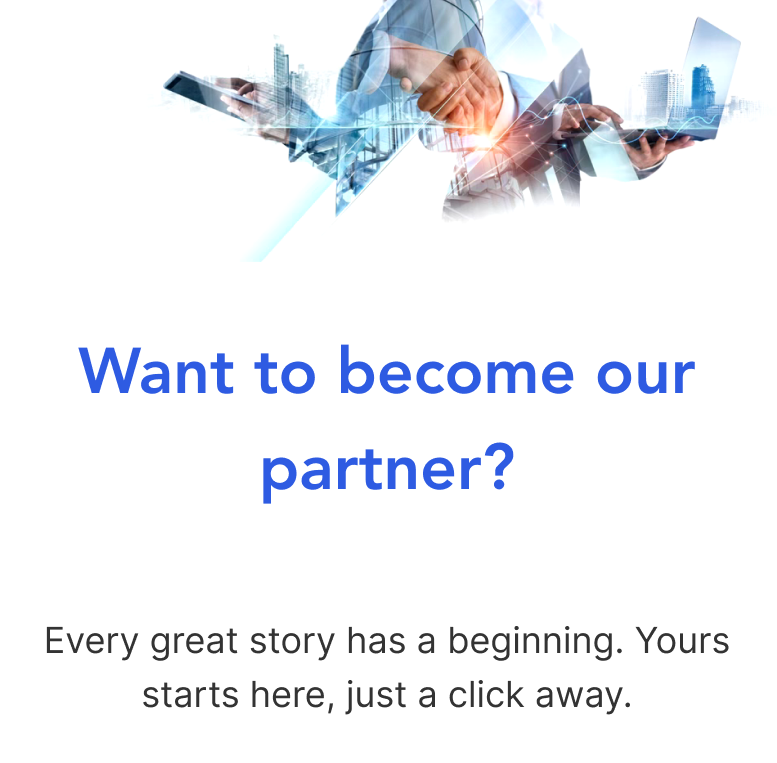 Want to become our
partner?
Every great story has a beginning. Yours
starts here, just a click away.